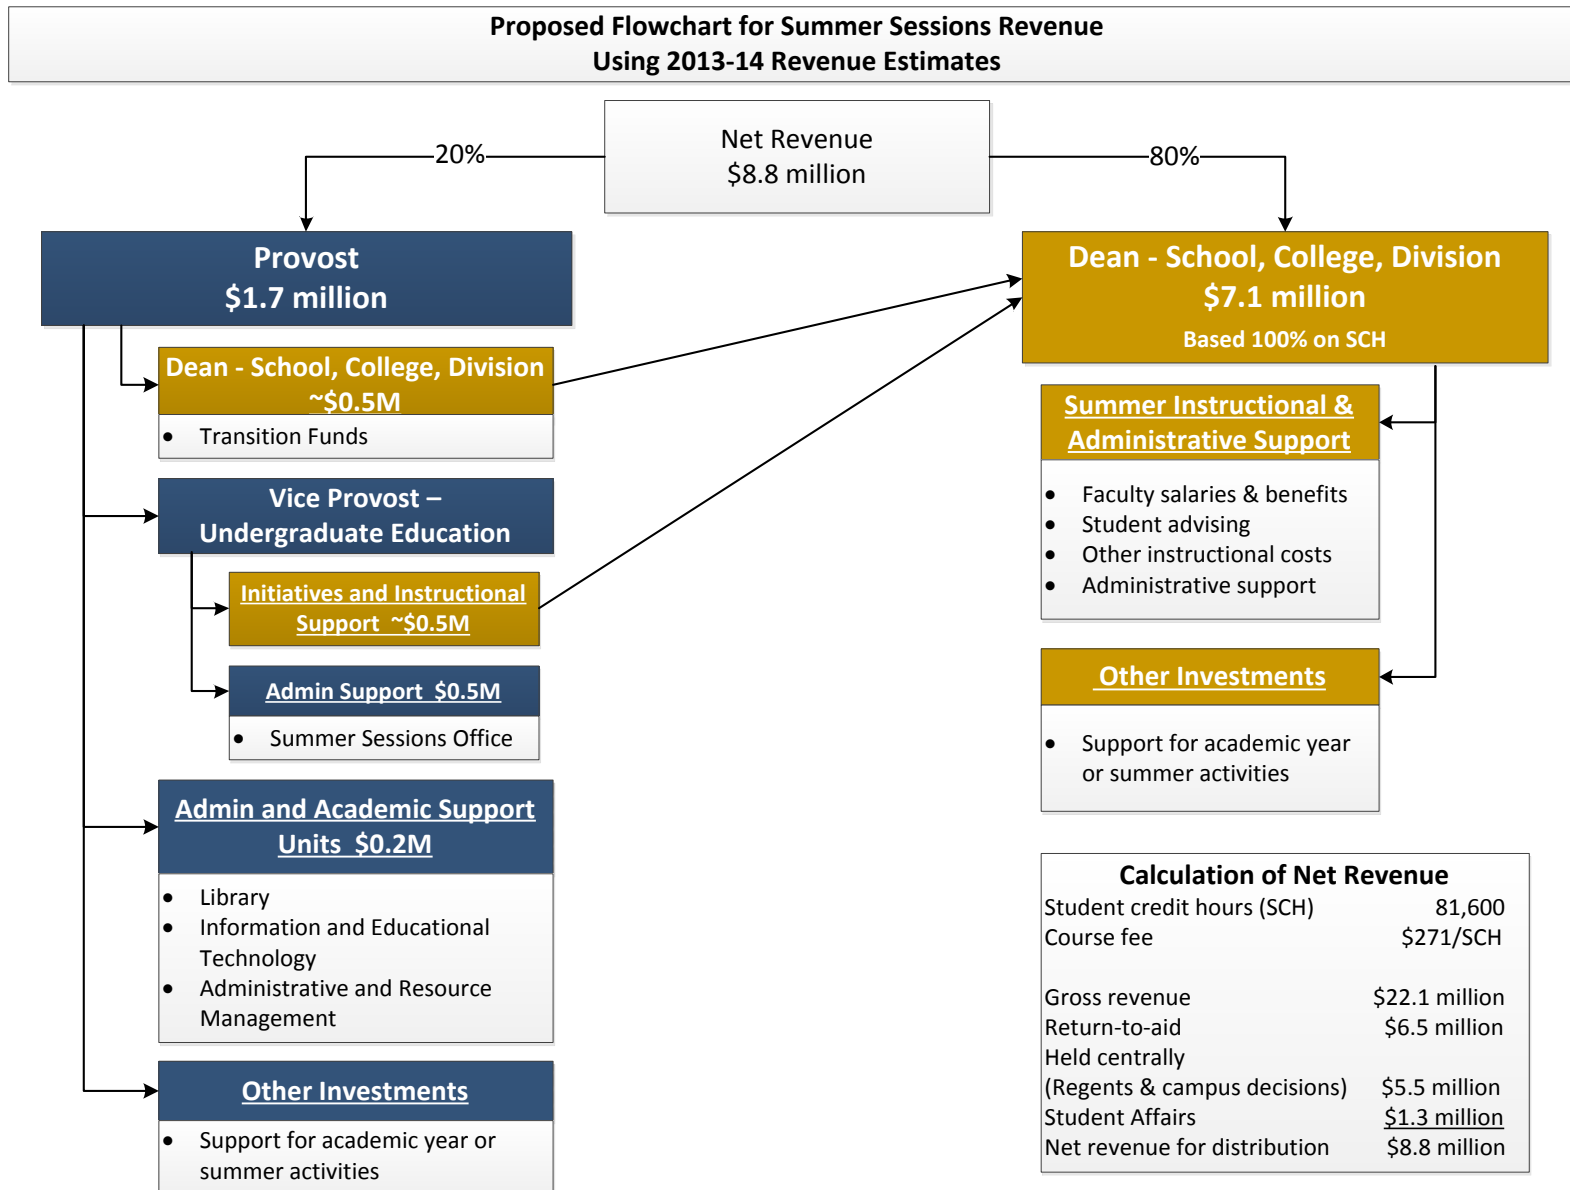 Proposed Flowchart for Summer Sessions Revenue
Using 2013-14 Revenue Estimates
Net Revenue
$8.8 million
20%
80%
Provost
$1.7 million
Dean - School, College, Division
~$0.5M
• Transition Funds
Vice Provost –
Undergraduate Education
Initiatives and Instructional
Support ~$0.5M
Admin Support $0.5M
• Summer Sessions Office
Admin and Academic Support
Units $0.2M
• Library
• Information and Educational
Technology
• Administrative and Resource
Management
Other Investments
• Support for academic year or
summer activities
Dean - School, College, Division
$7.1 million
Based 100% on SCH
Summer Instructional &
Administrative Support
• Faculty salaries & benefits
• Student advising
• Other instructional costs
• Administrative support
Other Investments
• Support for academic year
or summer activities
Calculation of Net Revenue
Student credit hours (SCH) 81,600
Course fee $271/SCH
Gross revenue $22.1 million
Return-to-aid $6.5 million
Held centrally
(Regents & campus decisions) $5.5 million
Student Affairs $1.3 million
Net revenue for distribution $8.8 million